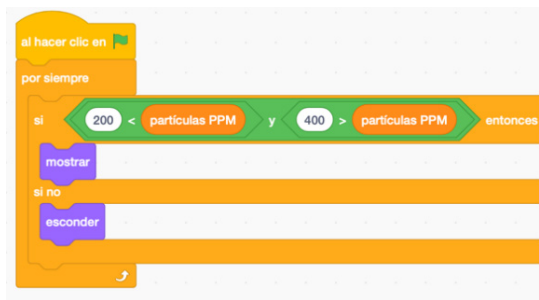 al hacer clic en
por siempre
si 200 < partículas PPM y 400 > partículas PPM entonces
mostrar
si no
esconder